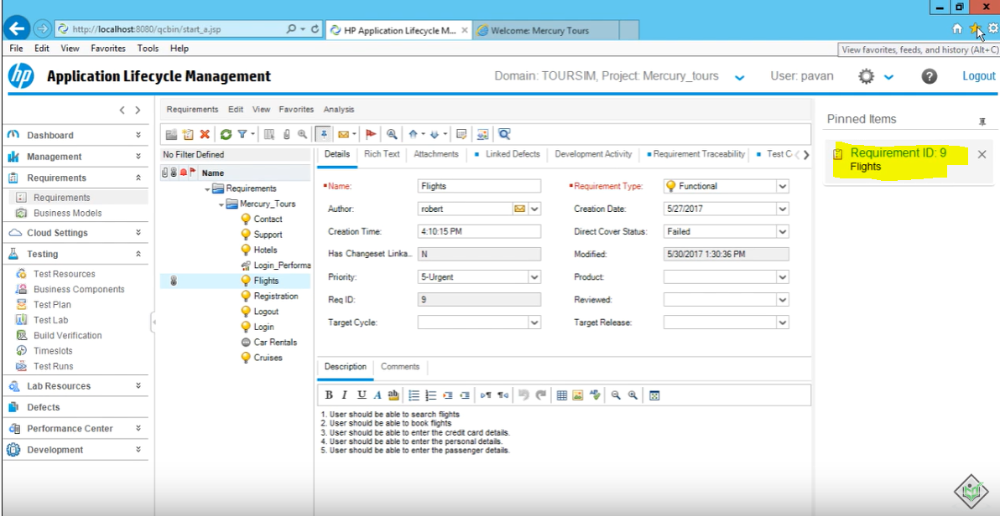 http://localhost:8080/qcbin/start_a.jsp
HP Application Lifecycle M...
Welcome: Mercury Tours
File Edit View Favorites Tools Help
View favorites, feeds, and history (Alt+C)
hp Application Lifecycle Management
Domain: TOURSIM, Project: Mercury_tours
User: pavan
Logout
Dashboard
Management
Requirements
Requirements
Business Models
Cloud Settings
Testing
Test Resources
Business Components
Test Plan
Test Lab
Build Verification
Timeslots
Test Runs
Lab Resources
Defects
Performance Center
Development
Requirements Edit View Favorites Analysis
No Filter Defined
Name
Requirements
Mercury_Tours
Contact
Support
Hotels
Login_Performa
Flights
Registration
Logout
Login
Car Rentals
Cruises
Details Rich Text Attachments Linked Defects Development Activity Requirement Traceability Test C
Name: Flights
Requirement Type: Functional
Author: robert
Creation Date: 5/27/2017
Creation Time: 4:10:15 PM
Direct Cover Status: Failed
Has Changeset Linka... N
Modified: 5/30/2017 1:30:36 PM
Priority: 5-Urgent
Product:
Req ID: 9
Reviewed:
Target Cycle:
Target Release:
Description Comments
B I U A ab
1. User should be able to search flights
2. User should be able to book flights
3. User should be able to enter the credit card details.
4. User should be able to enter the personal details.
5. User should be able to enter the passenger details.
Pinned Items
Requirement ID: 9
Flights